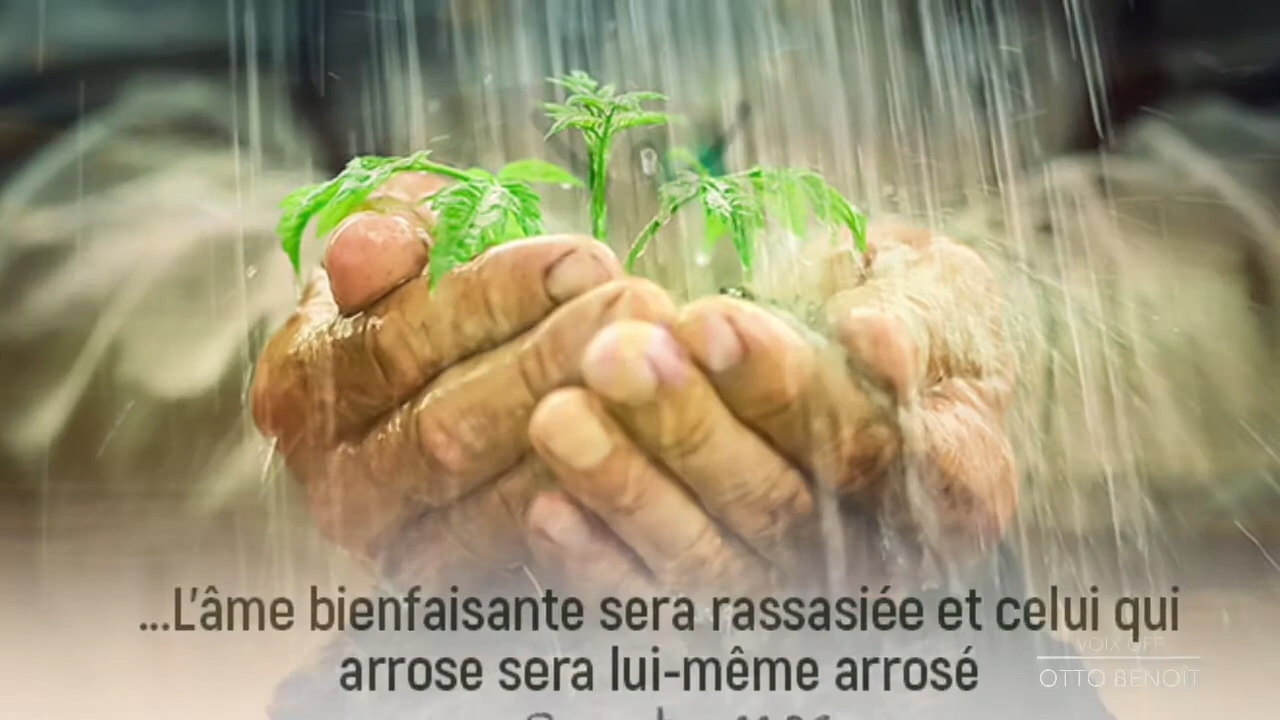 ...L'âme bienfaisante sera rassasiée et celui qui
arrose sera lui-même arrosé
VOIX OFF
OTTO BENOÎT